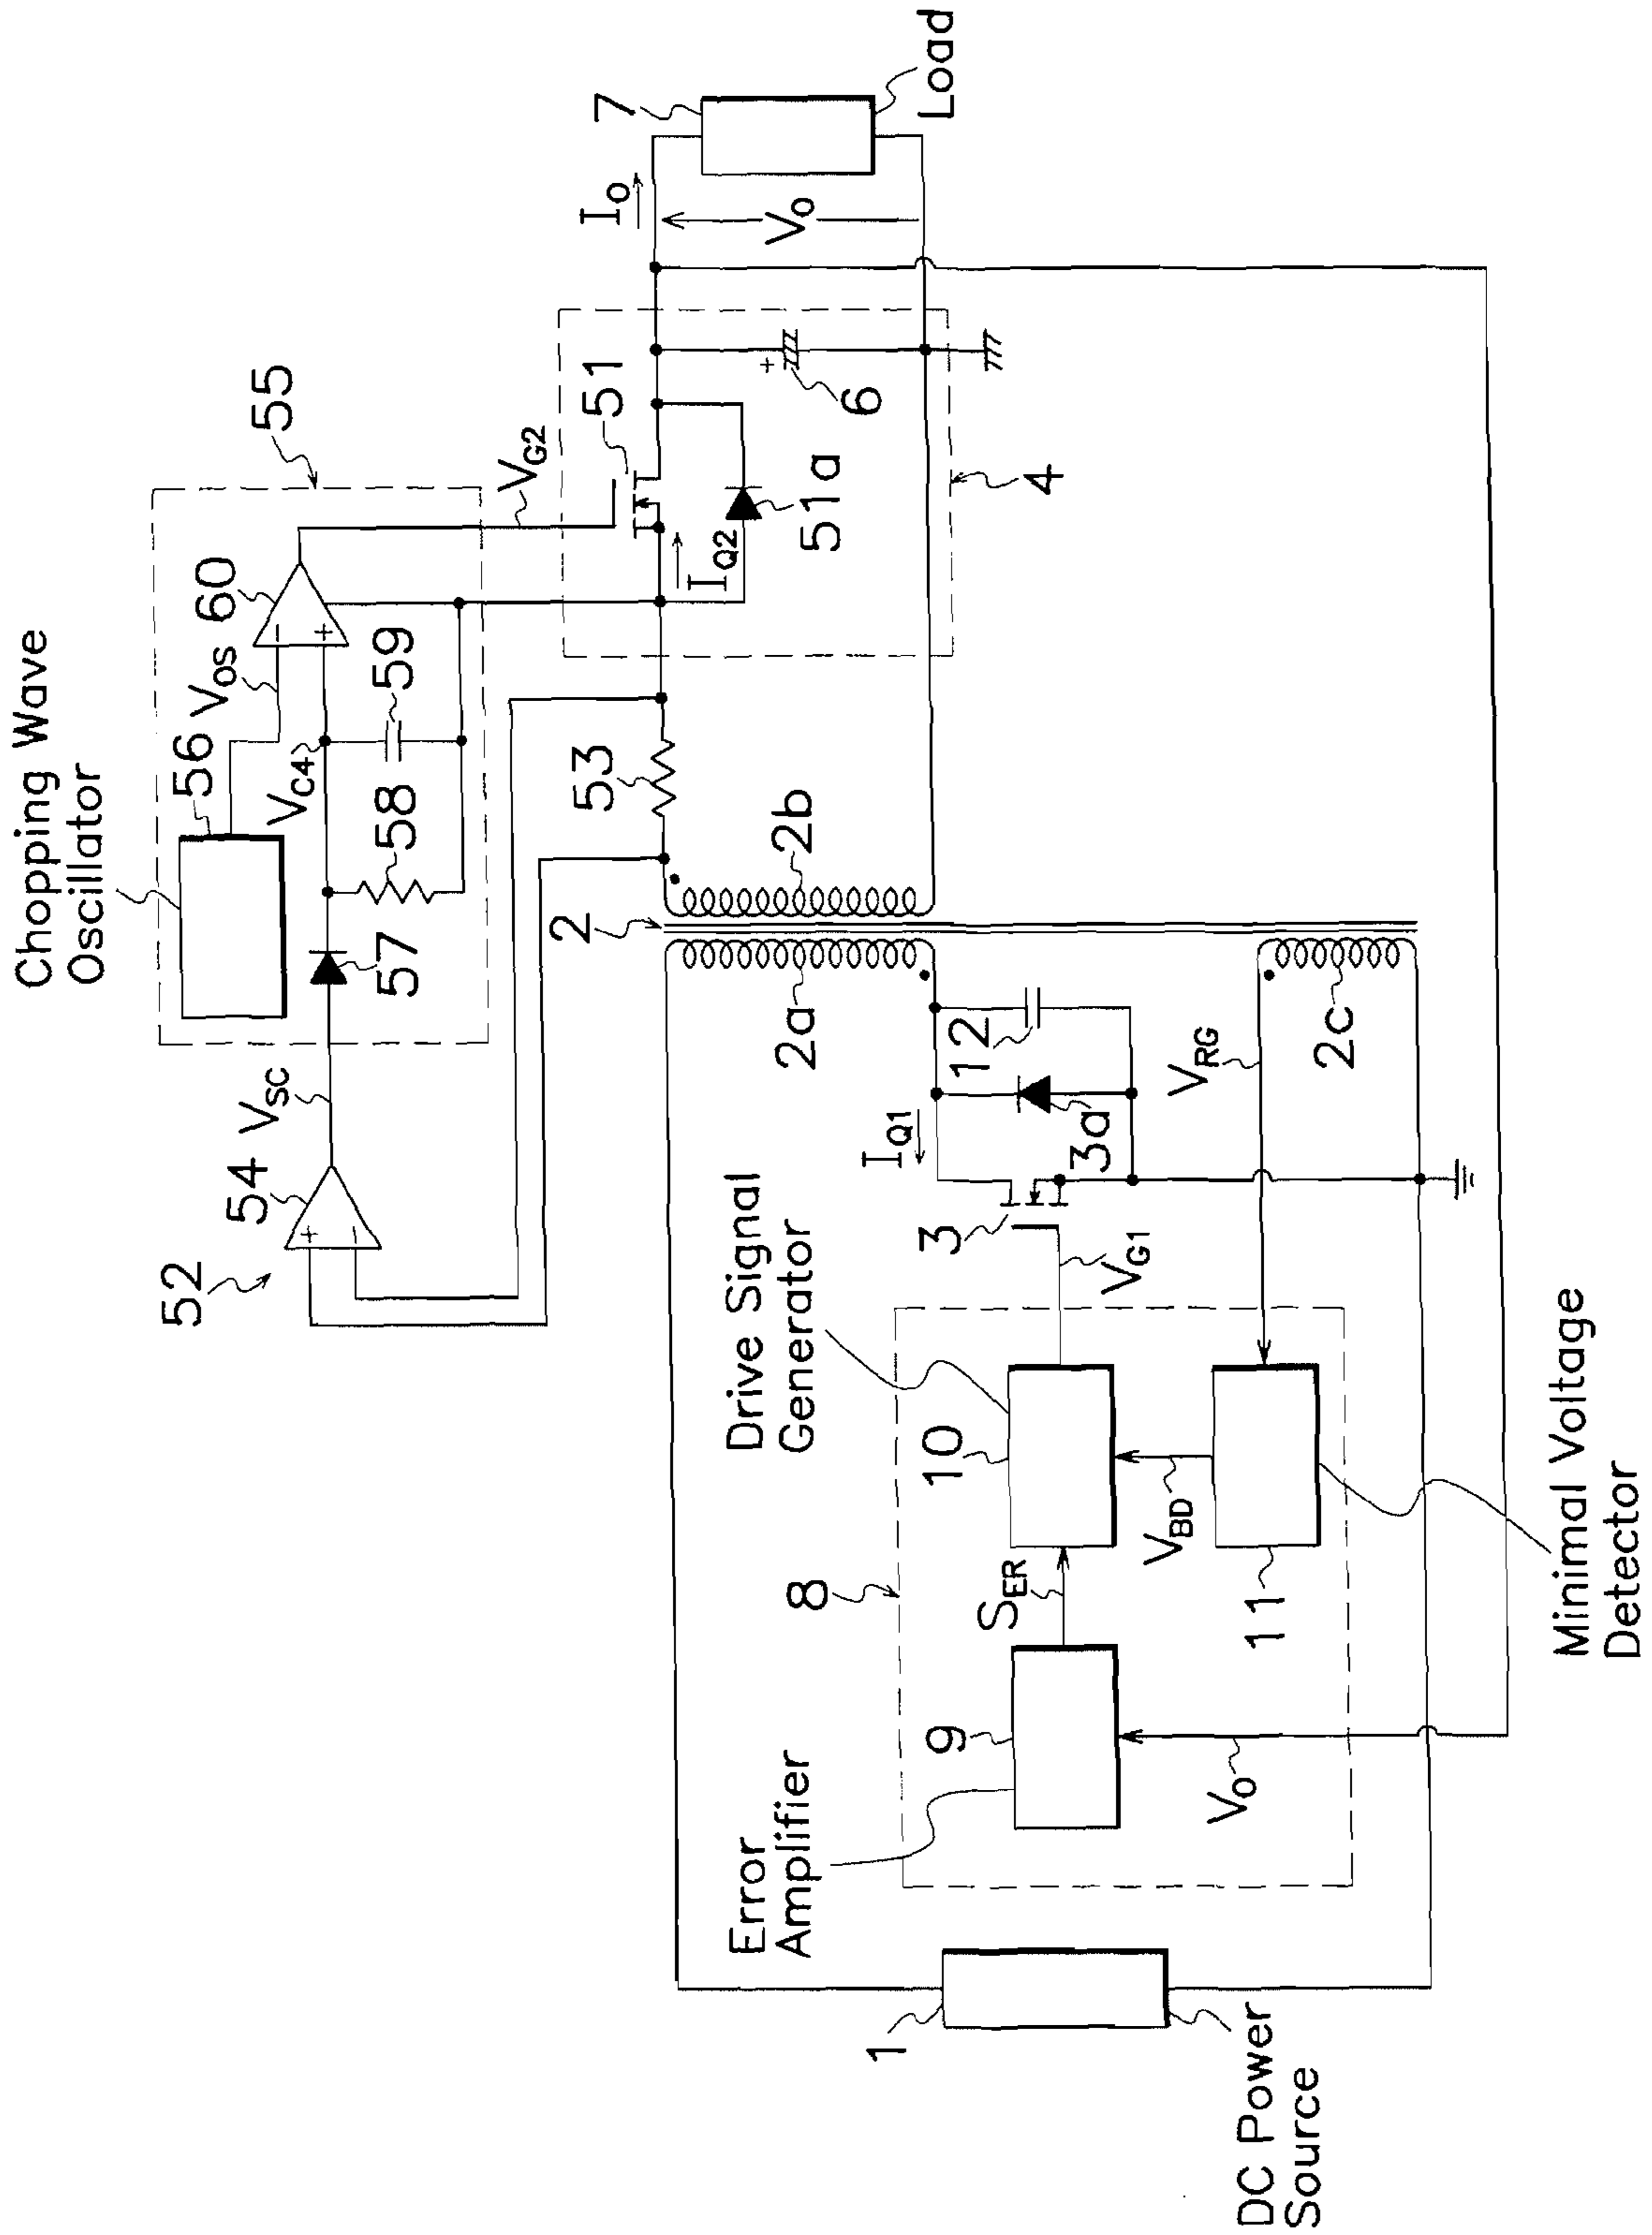 Chopping Wave
Oscillator
56
V_OS
60
55
V_C4
59
58
57
V_SC
54
52
V_G2
51
I_Q2
51a
53
2
2b
2a
2c
6
4
I_O
V_O
7
Load
12
I_Q1
3a
3
V_G1
V_RG
Drive Signal
Generator
10
8
S_ER
V_BD
11
9
Error
Amplifier
V_O
Minimal Voltage
Detector
1
DC Power
Source
+
−
+
−
+